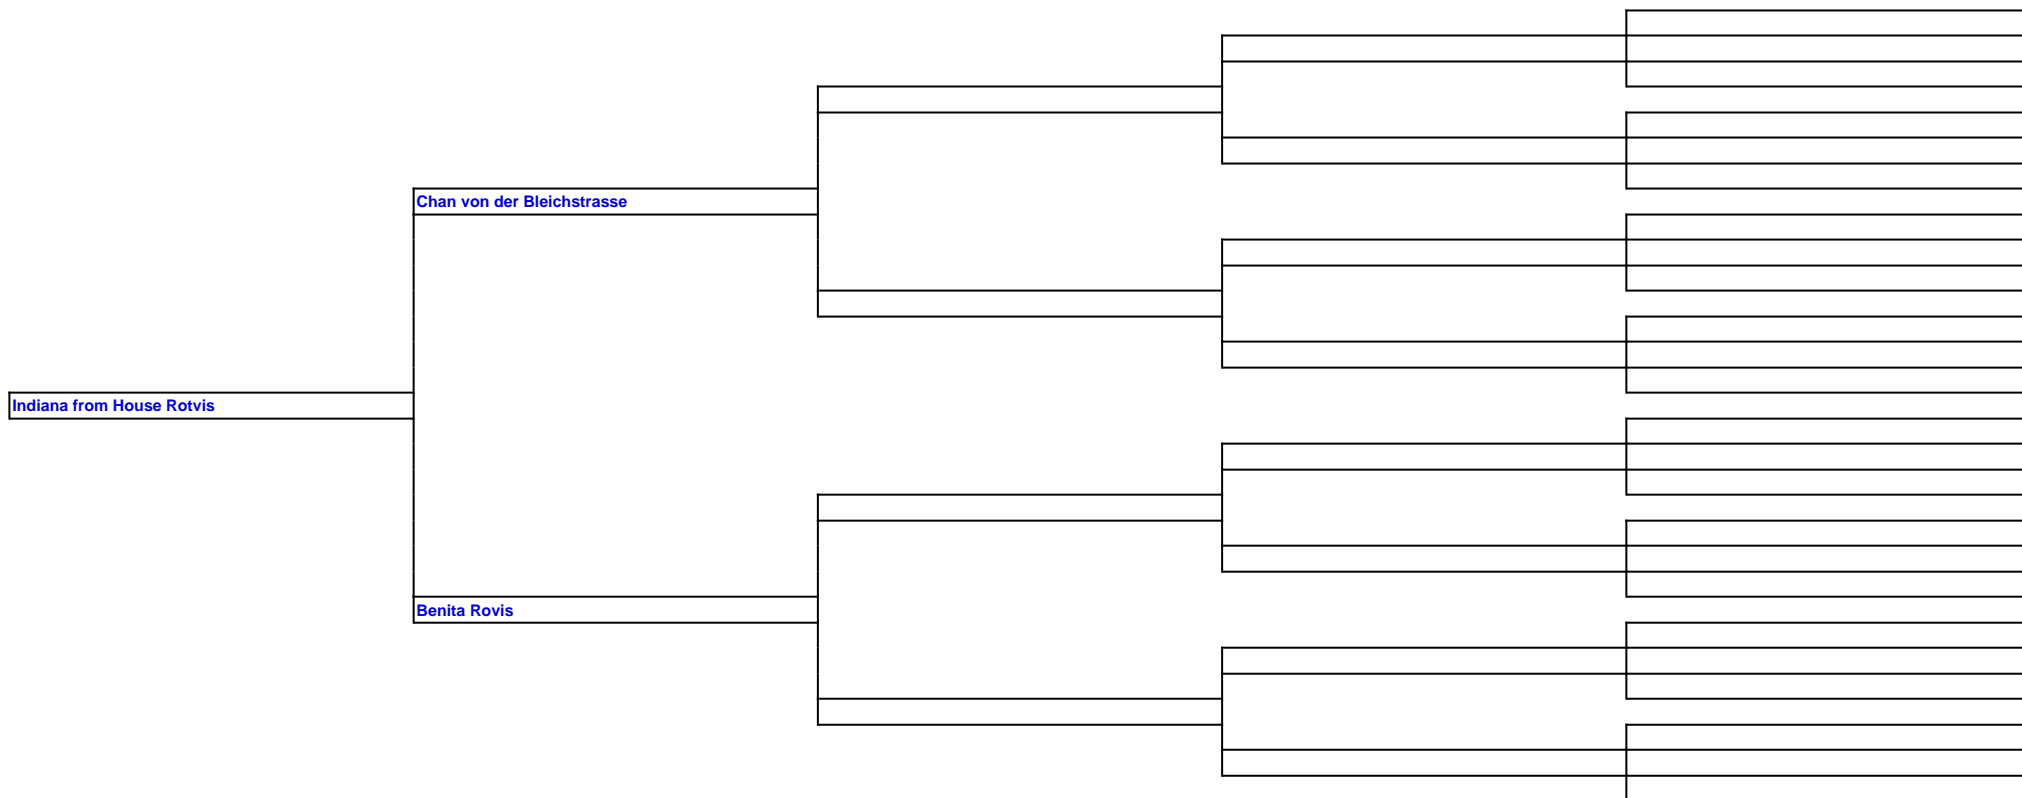 Chan von der Bleichstrasse
Indiana from House Rotvis
Benita Rovis